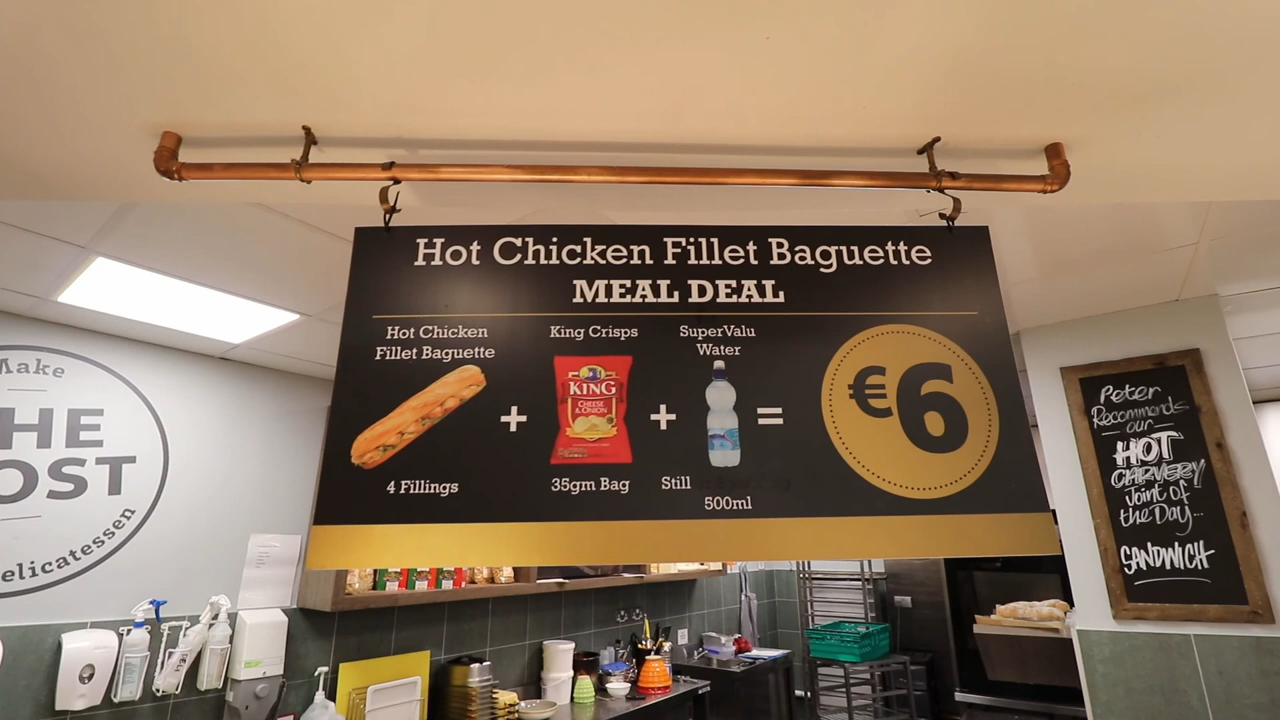 Hot Chicken Fillet Baguette
MEAL DEAL
Hot Chicken
Fillet Baguette
King Crisps
SuperValu
Water
KING
CHEESE
& ONION
+
+
=
€6
4 Fillings
35gm Bag
Still
500ml
Make
HE
OST
elicatessen
Peter
Recommends
our
HOT
CARVERY
Joint of
the Day...
SANDWICH